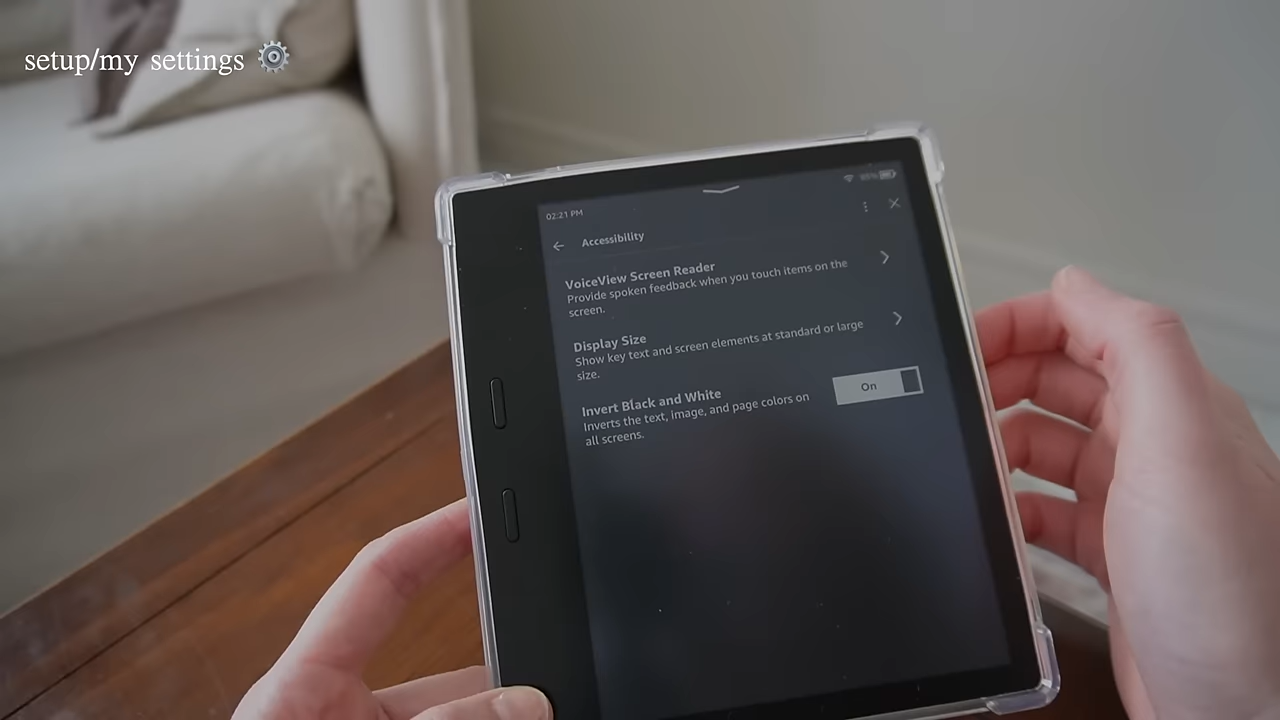 setup/my settings
02:21 PM
95%
Accessibility
VoiceView Screen Reader
Provide spoken feedback when you touch items on the
screen.
Display Size
Show key text and screen elements at standard or large
size.
Invert Black and White
Inverts the text, image, and page colors on
all screens.
On